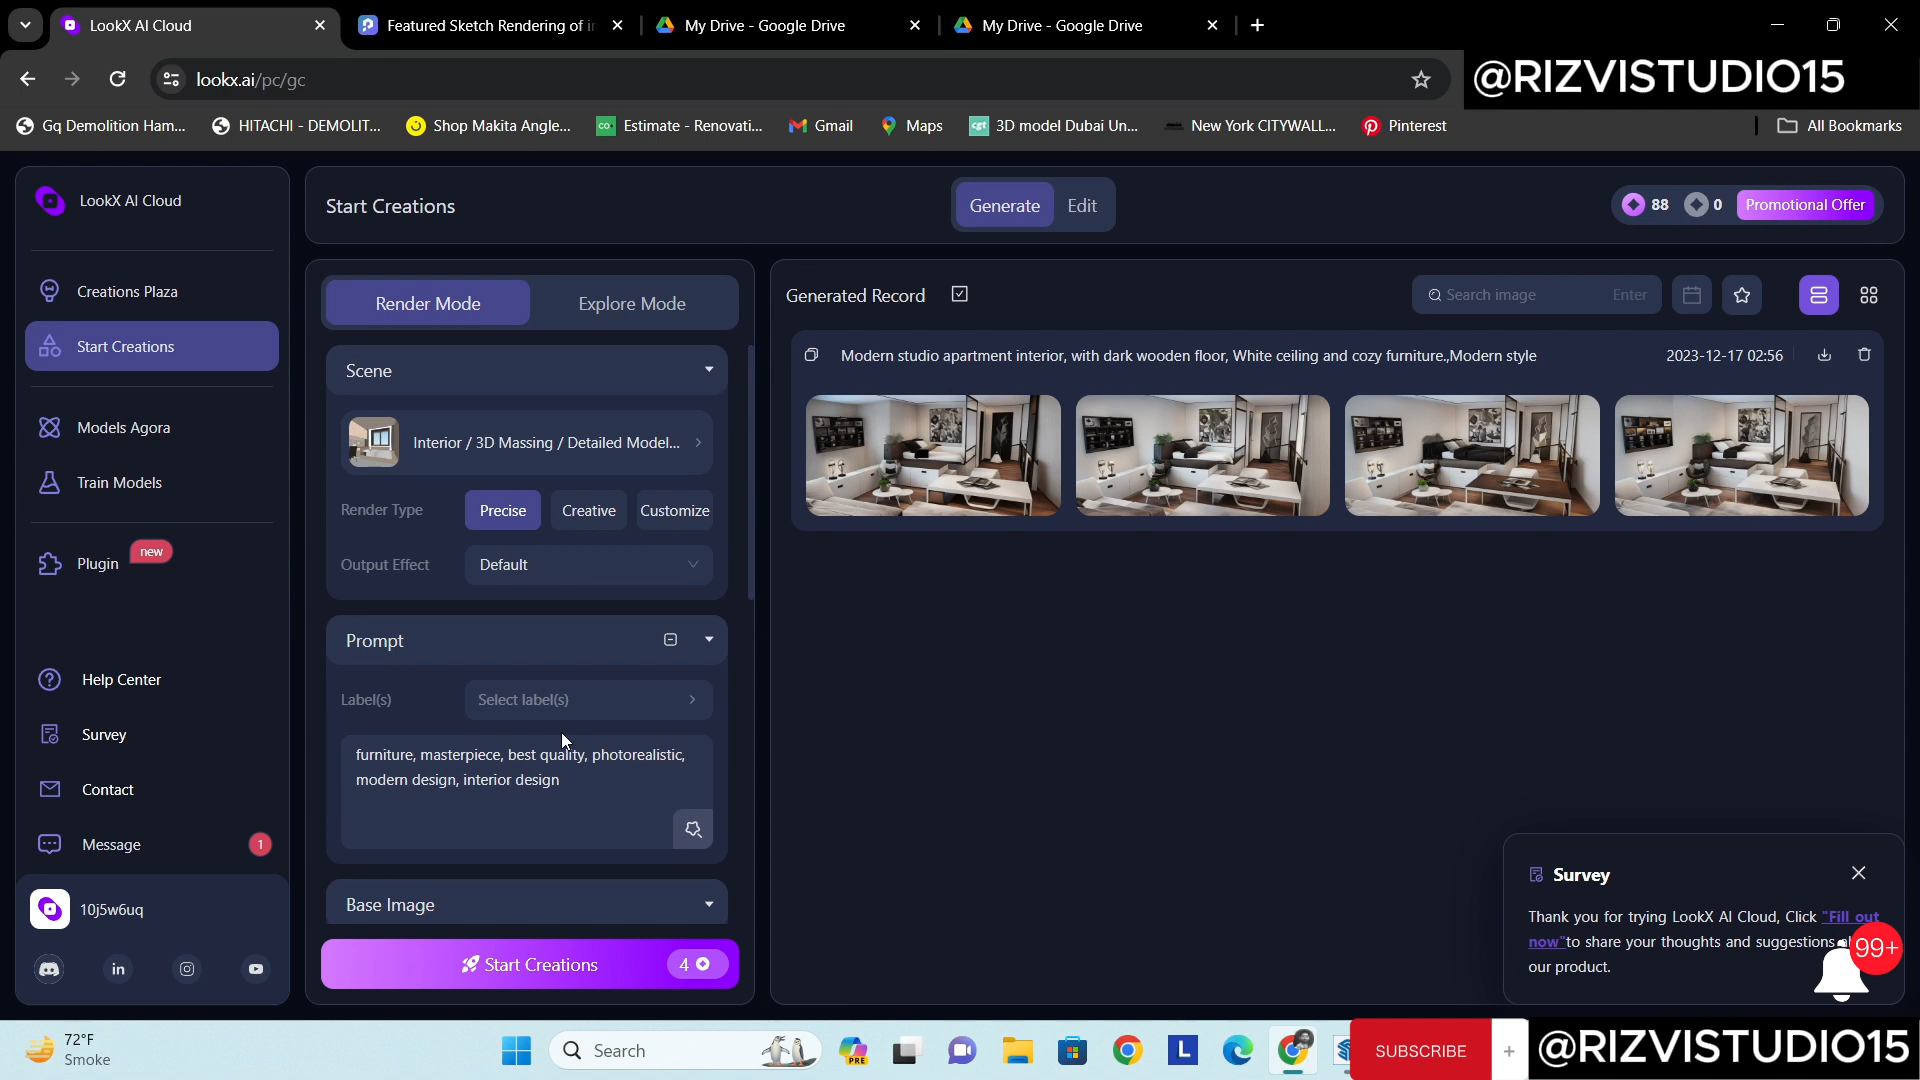 LookX AI Cloud
Featured Sketch Rendering of i
My Drive - Google Drive
My Drive - Google Drive
lookx.ai/pc/gc
@RIZVISTUDIO15
Gq Demolition Ham...
HITACHI - DEMOLIT...
Shop Makita Angle...
Estimate - Renovati...
Gmail
Maps
3D model Dubai Un...
New York CITYWALL...
Pinterest
All Bookmarks
LookX AI Cloud
Start Creations
Generate
Edit
88
0
Promotional Offer
Creations Plaza
Start Creations
Models Agora
Train Models
Plugin
new
Help Center
Survey
Contact
Message
1
10j5w6uq
Render Mode
Explore Mode
Scene
Interior / 3D Massing / Detailed Model...
Render Type
Precise
Creative
Customize
Output Effect
Default
Prompt
Label(s)
Select label(s)
furniture, masterpiece, best quality, photorealistic,
modern design, interior design
Base Image
Start Creations
4
Generated Record
Search image
Enter
Modern studio apartment interior, with dark wooden floor, White ceiling and cozy furniture.,Modern style
2023-12-17 02:56
Survey
Thank you for trying LookX AI Cloud, Click "Fill out
now"to share your thoughts and suggestions
our product.
99+
72°F
Smoke
Search
PRE
L
SUBSCRIBE
+
@RIZVISTUDIO15